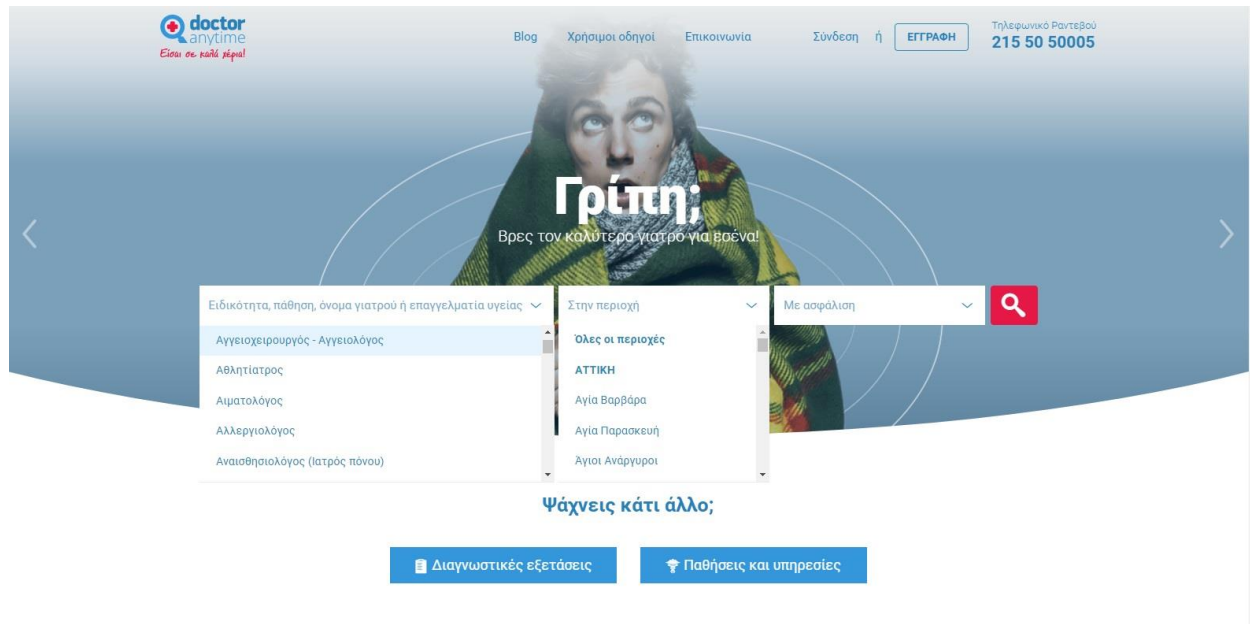 doctor
anytime
Είσαι σε καλά χέρια!
Blog Χρήσιμοι οδηγοί Επικοινωνία Σύνδεση ή ΕΓΓΡΑΦΗ
Τηλεφωνικό Ραντεβού
215 50 50005
Γρίπη;
Βρες τον καλύτερο γιατρό για εσένα!
Ειδικότητα, πάθηση, όνομα γιατρού ή επαγγελματία υγείας
Στην περιοχή
Με ασφάλιση
Αγγειοχειρουργός - Αγγειολόγος
Αθλητίατρος
Αιματολόγος
Αλλεργιολόγος
Αναισθησιολόγος (Ιατρός πόνου)
Όλες οι περιοχές
ΑΤΤΙΚΗ
Αγία Βαρβάρα
Αγία Παρασκευή
Άγιοι Ανάργυροι
Ψάχνεις κάτι άλλο;
Διαγνωστικές εξετάσεις
Παθήσεις και υπηρεσίες